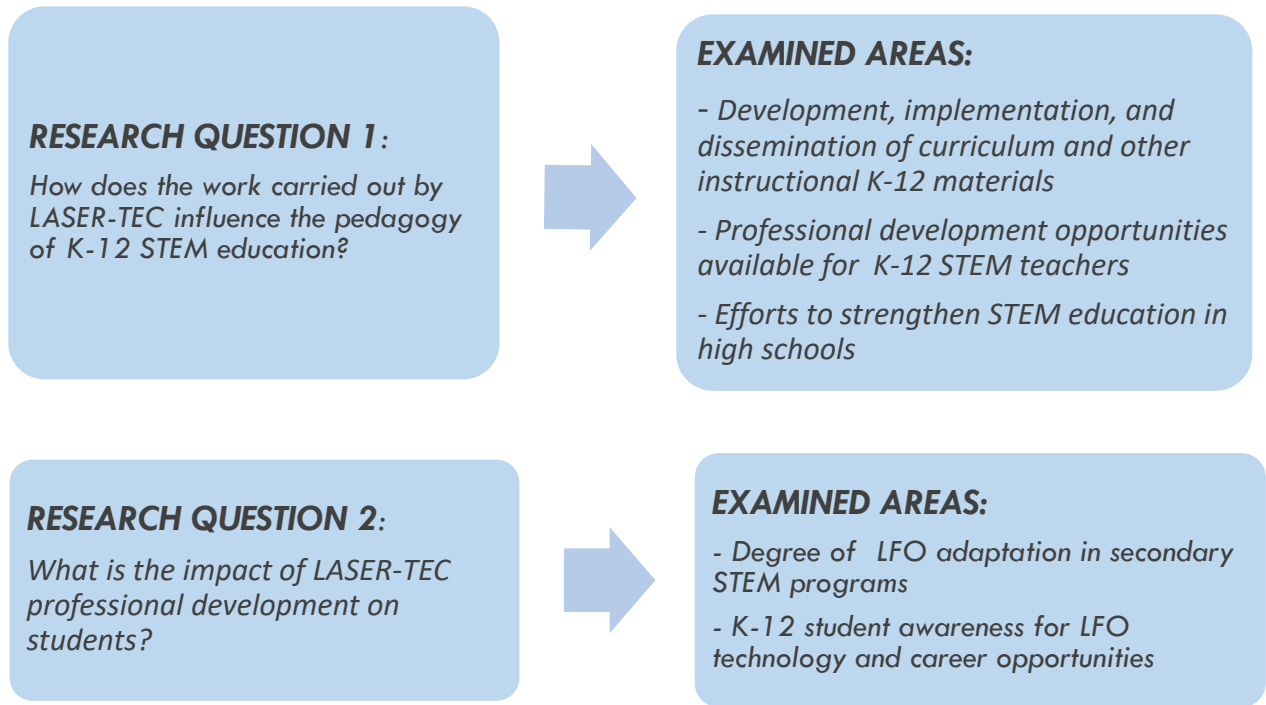 RESEARCH QUESTION 1:
How does the work carried out by
LASER-TEC influence the pedagogy
of K-12 STEM education?
EXAMINED AREAS:
- Development, implementation, and
dissemination of curriculum and other
instructional K-12 materials
- Professional development opportunities
available for K-12 STEM teachers
- Efforts to strengthen STEM education in
high schools
RESEARCH QUESTION 2:
What is the impact of LASER-TEC
professional development on
students?
EXAMINED AREAS:
- Degree of LFO adaptation in secondary
STEM programs
- K-12 student awareness for LFO
technology and career opportunities